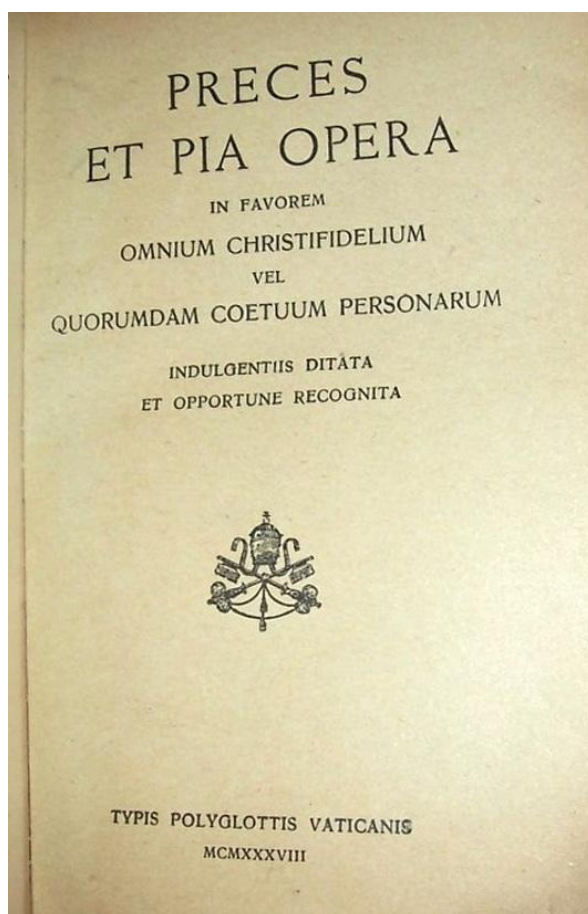 PRECES
ET PIA OPERA
IN FAVOREM
OMNIUM CHRISTIFIDELIUM
VEL
QUORUMDAM COETUUM PERSONARUM
INDULGENTIIS DITATA
ET OPPORTUNE RECOGNITA
TYPIS POLYGLOTTIS VATICANIS
MCMXXXVIII